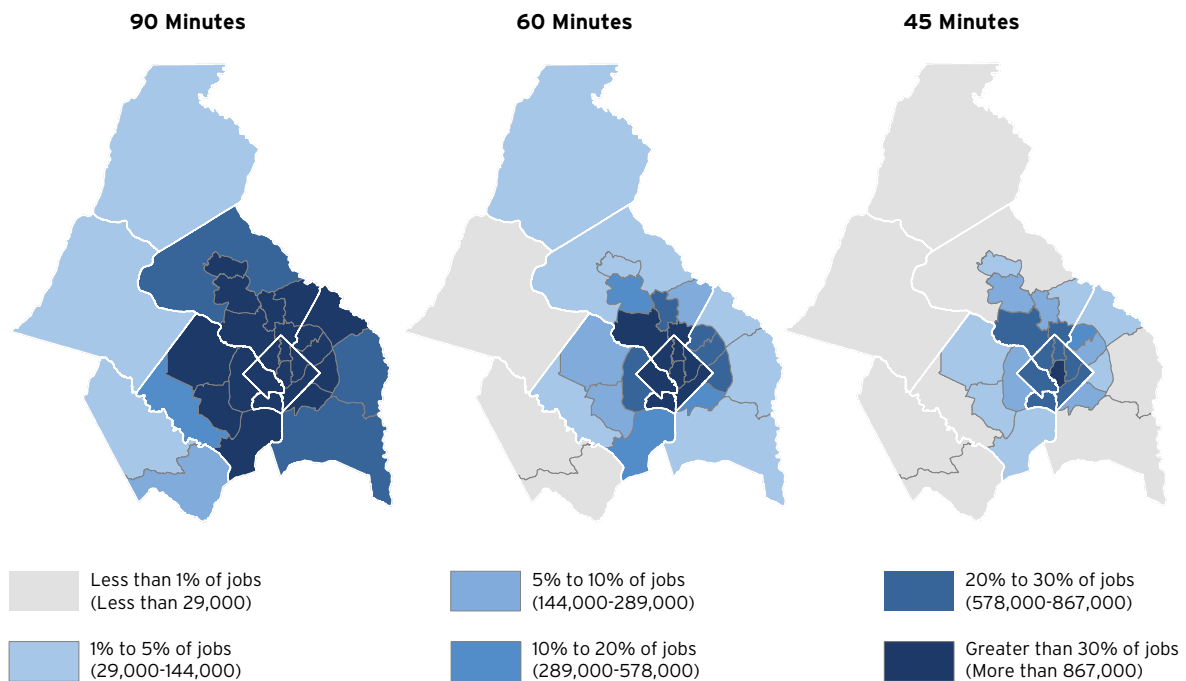 90 Minutes
60 Minutes
45 Minutes
Less than 1% of jobs
(Less than 29,000)
1% to 5% of jobs
(29,000-144,000)
5% to 10% of jobs
(144,000-289,000)
10% to 20% of jobs
(289,000-578,000)
20% to 30% of jobs
(578,000-867,000)
Greater than 30% of jobs
(More than 867,000)